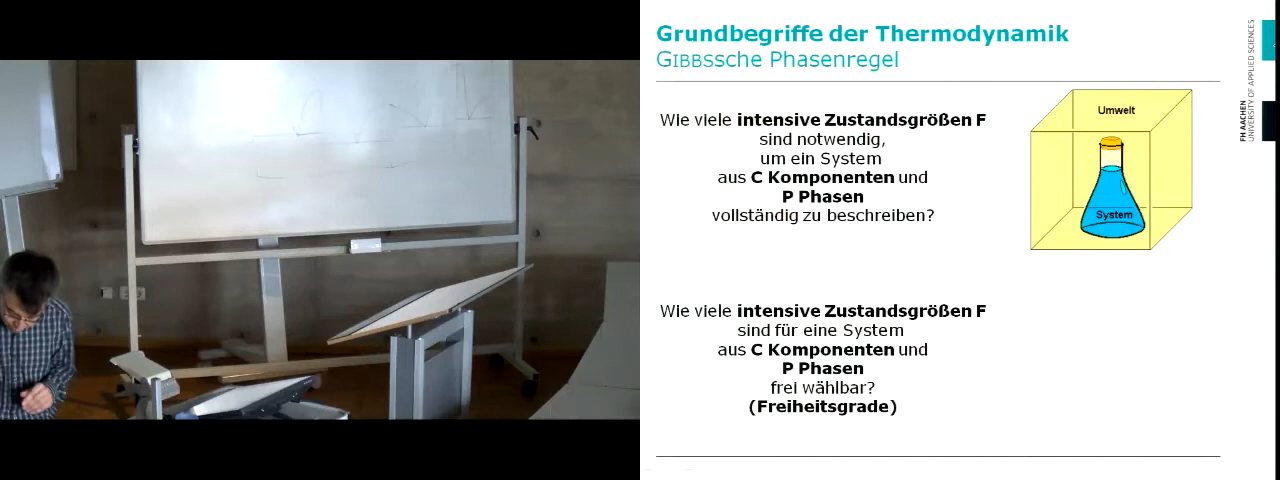 Grundbegriffe der Thermodynamik
GIBBSsche Phasenregel
Wie viele intensive Zustandsgrößen F
sind notwendig,
um ein System
aus C Komponenten und
P Phasen
vollständig zu beschreiben?
Umwelt
System
Wie viele intensive Zustandsgrößen F
sind für eine System
aus C Komponenten und
P Phasen
frei wählbar?
(Freiheitsgrade)
FH AACHEN
UNIVERSITY OF APPLIED SCIENCES